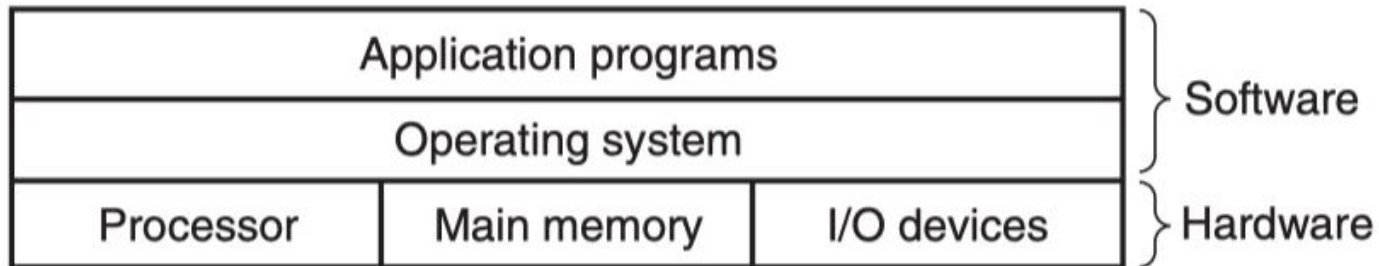 Application programs
Software
Operating system
Processor Main memory I/O devices Hardware